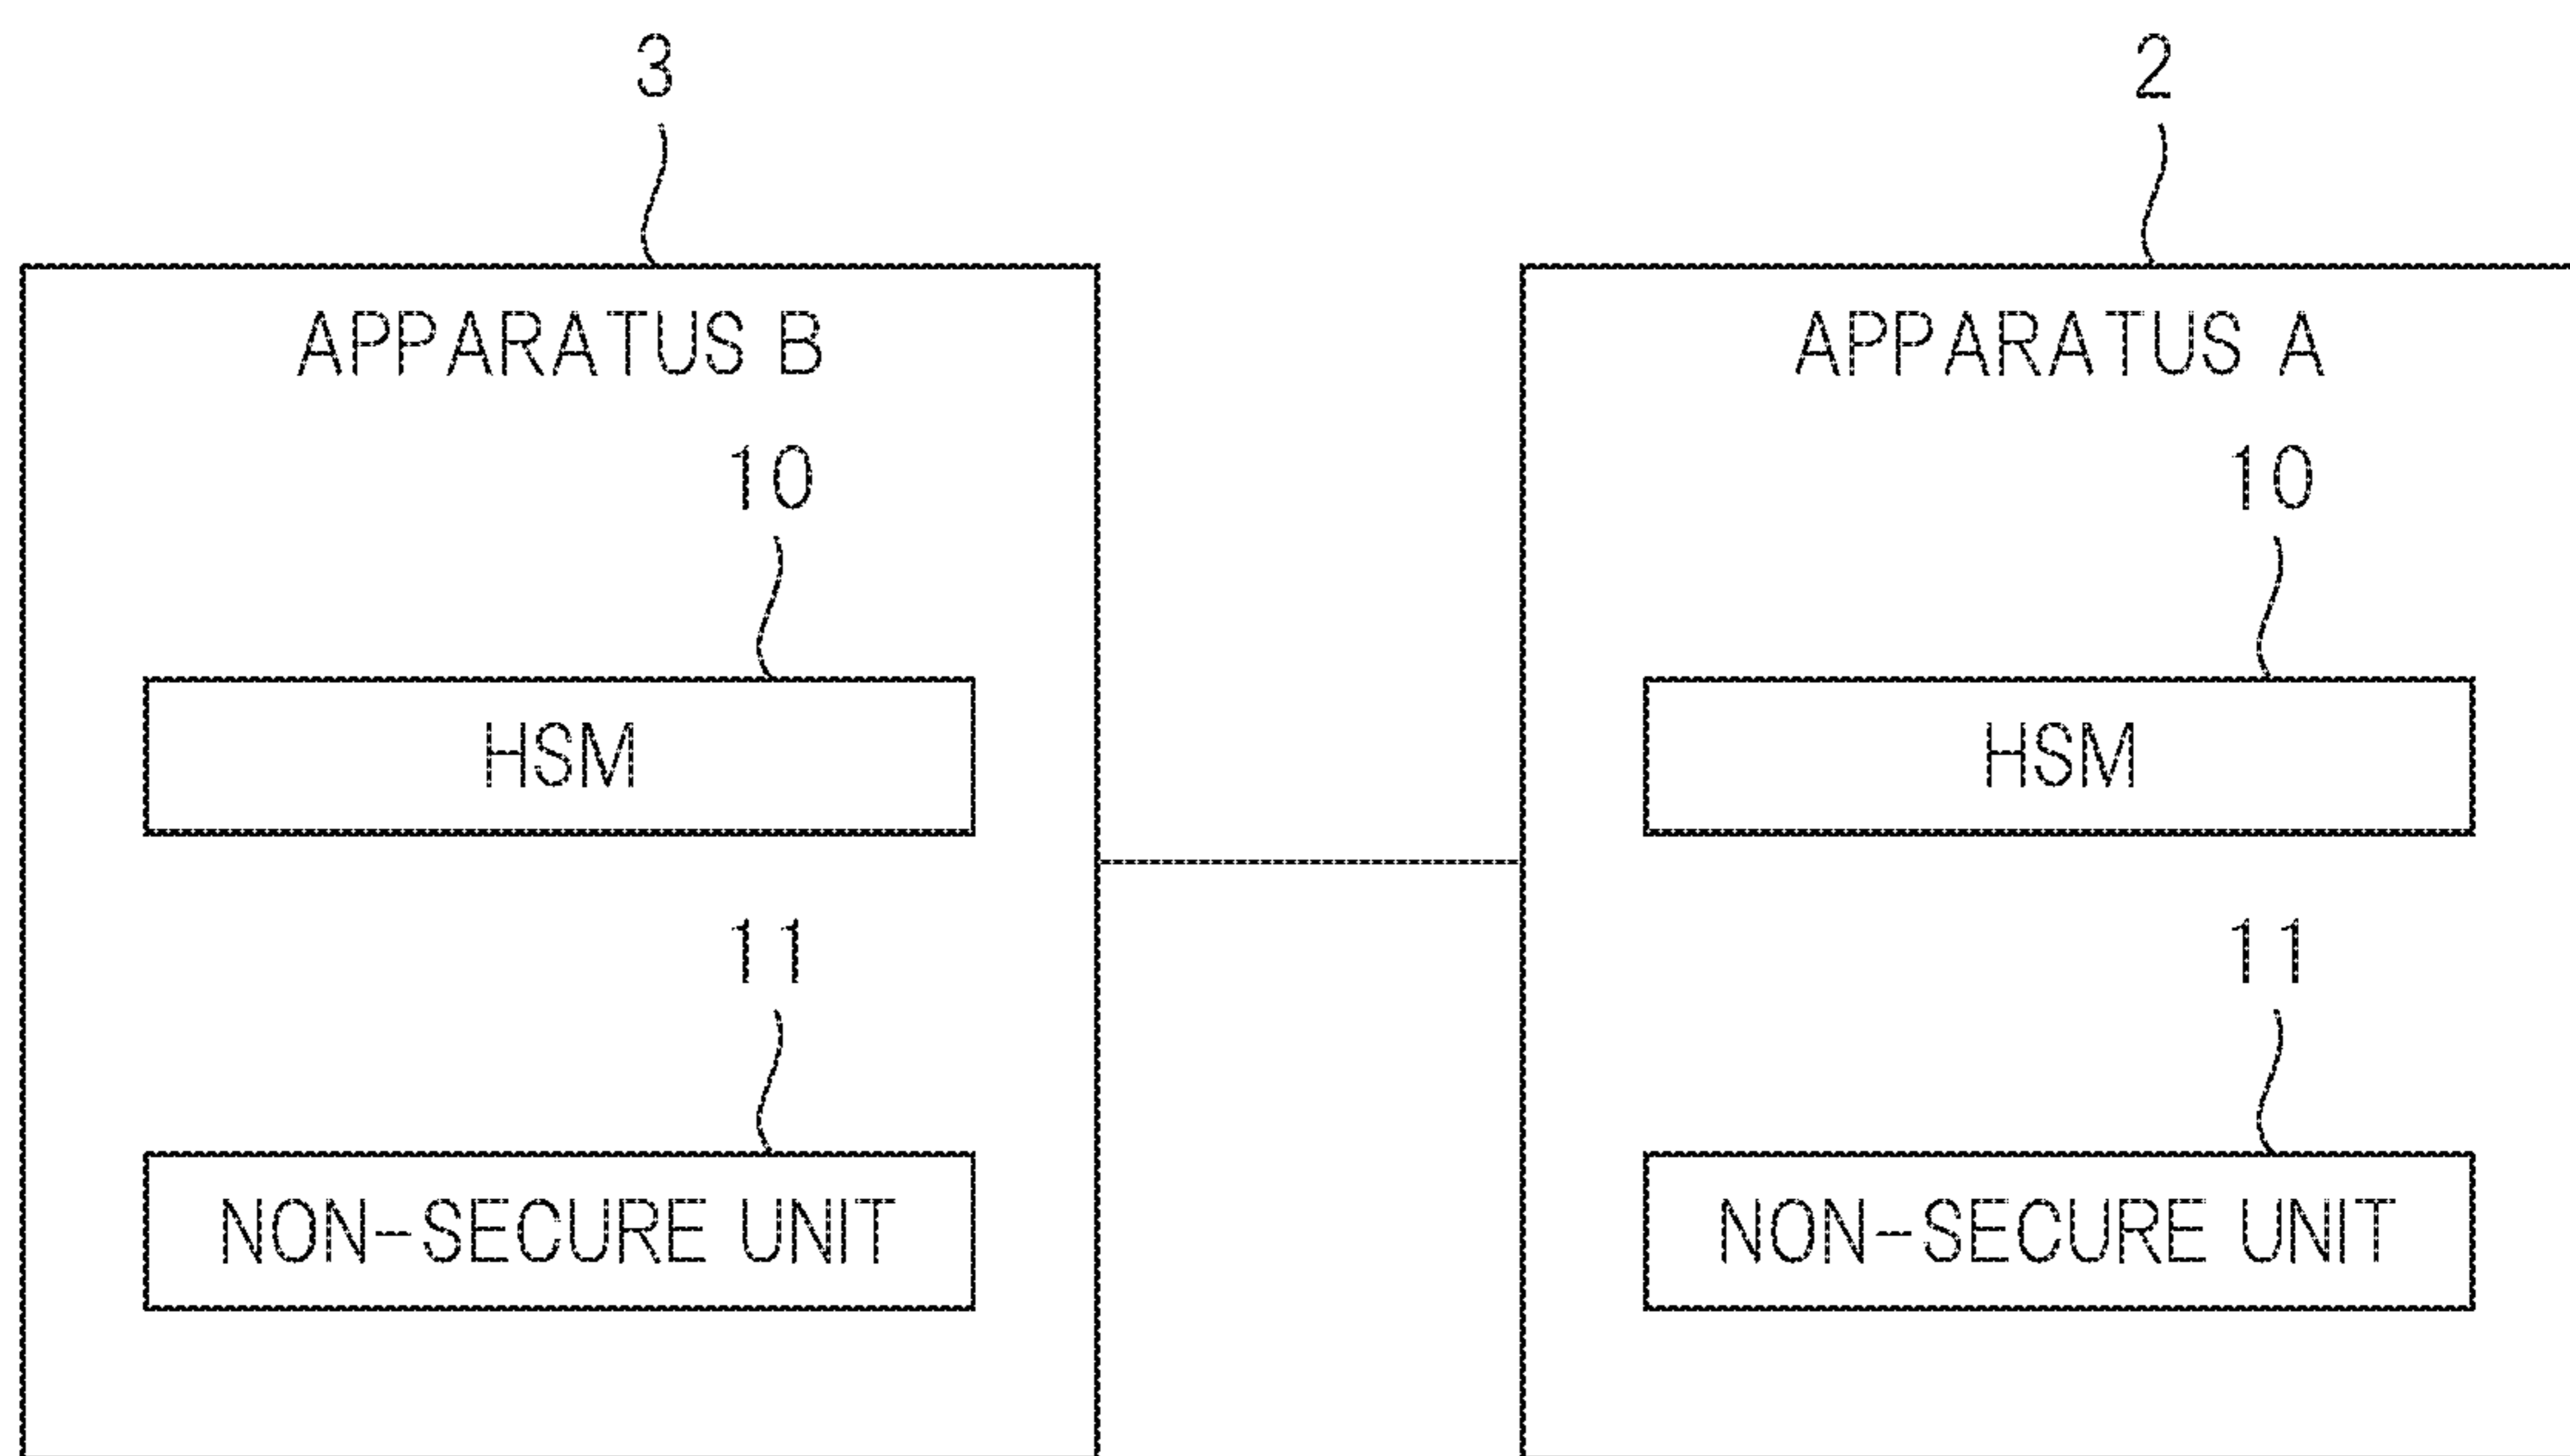 3
2
APPARATUS B
APPARATUS A
10
10
HSM
HSM
11
11
NON-SECURE UNIT
NON-SECURE UNIT